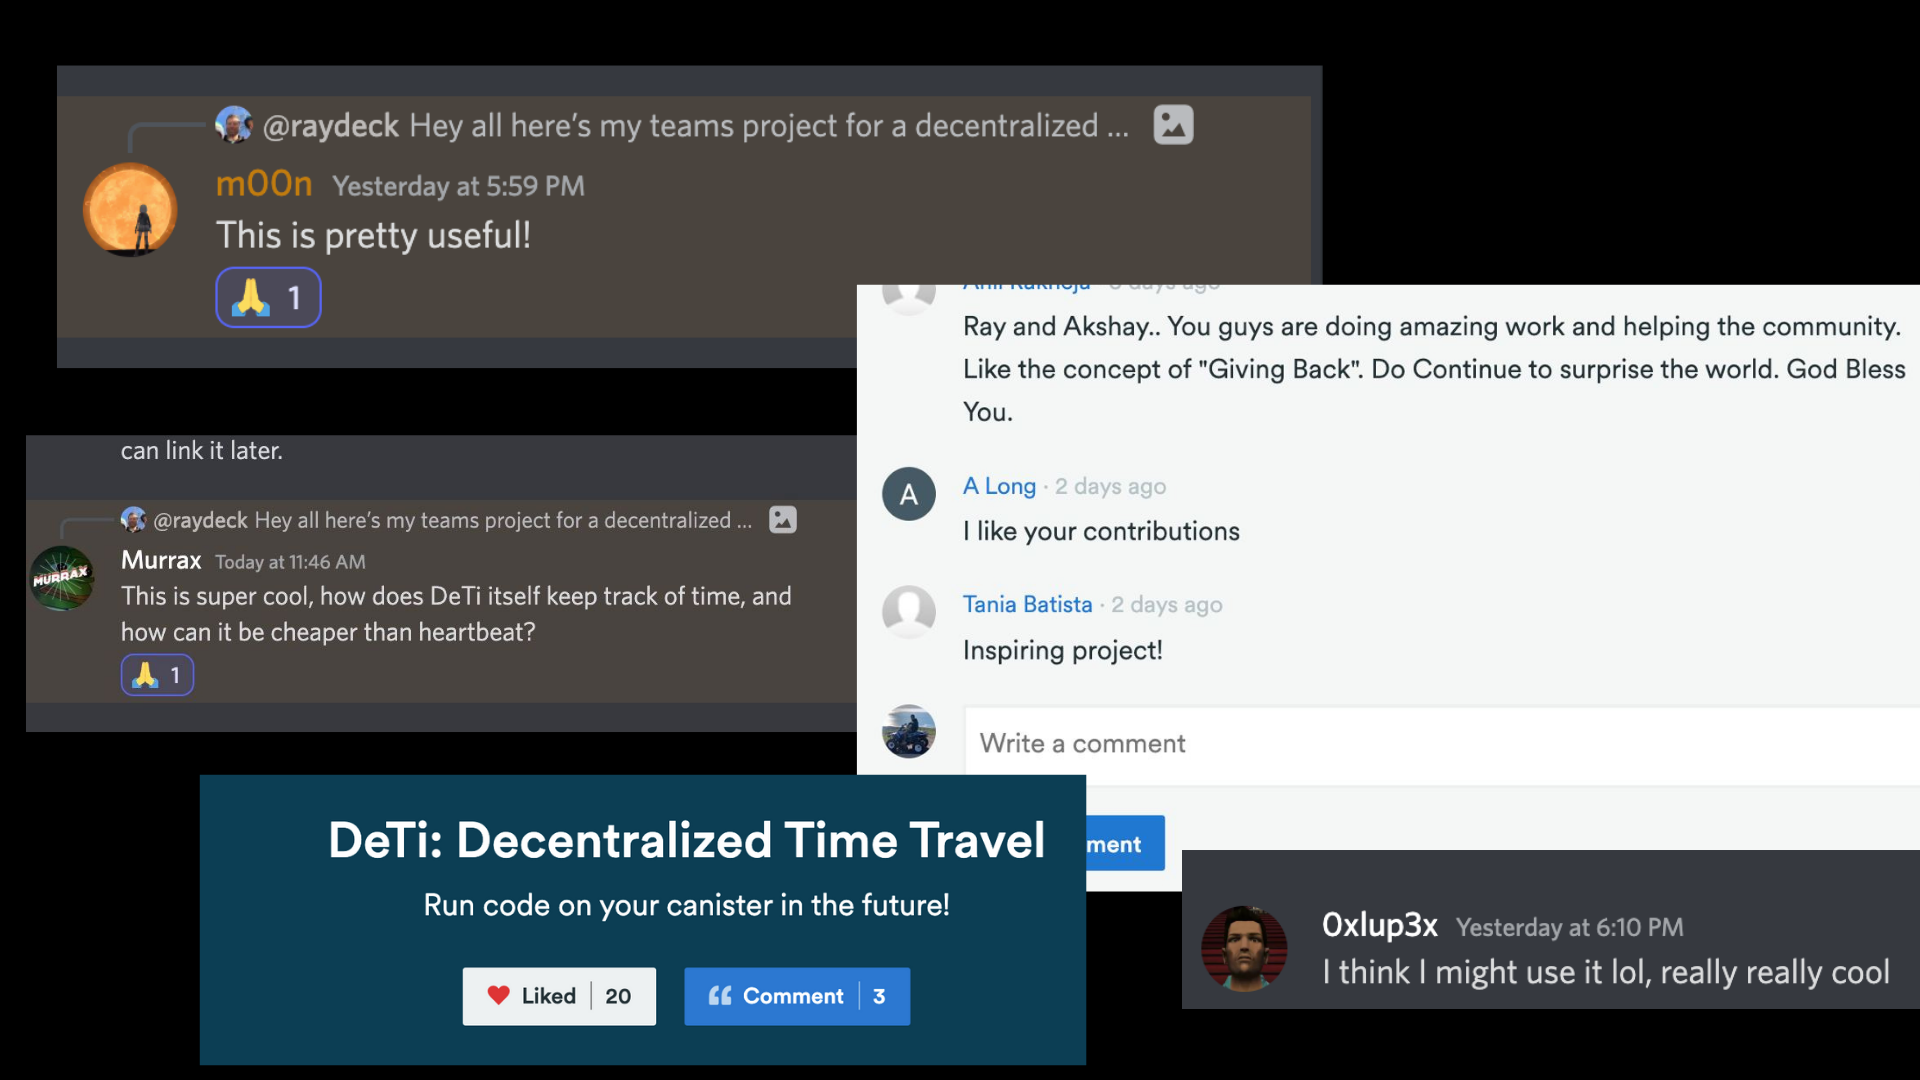 @raydeck Hey all here's my teams project for a decentralized ...
m00n Yesterday at 5:59 PM
This is pretty useful!
1
Ray and Akshay.. You guys are doing amazing work and helping the community.
Like the concept of "Giving Back". Do Continue to surprise the world. God Bless
You.
A
A Long · 2 days ago
I like your contributions
Tania Batista · 2 days ago
Inspiring project!
Write a comment
ment
can link it later.
@raydeck Hey all here's my teams project for a decentralized ...
MURRAX
Murrax Today at 11:46 AM
This is super cool, how does DeTi itself keep track of time, and
how can it be cheaper than heartbeat?
1
DeTi: Decentralized Time Travel
Run code on your canister in the future!
Liked 20
Comment 3
0xlup3x Yesterday at 6:10 PM
I think I might use it lol, really really cool